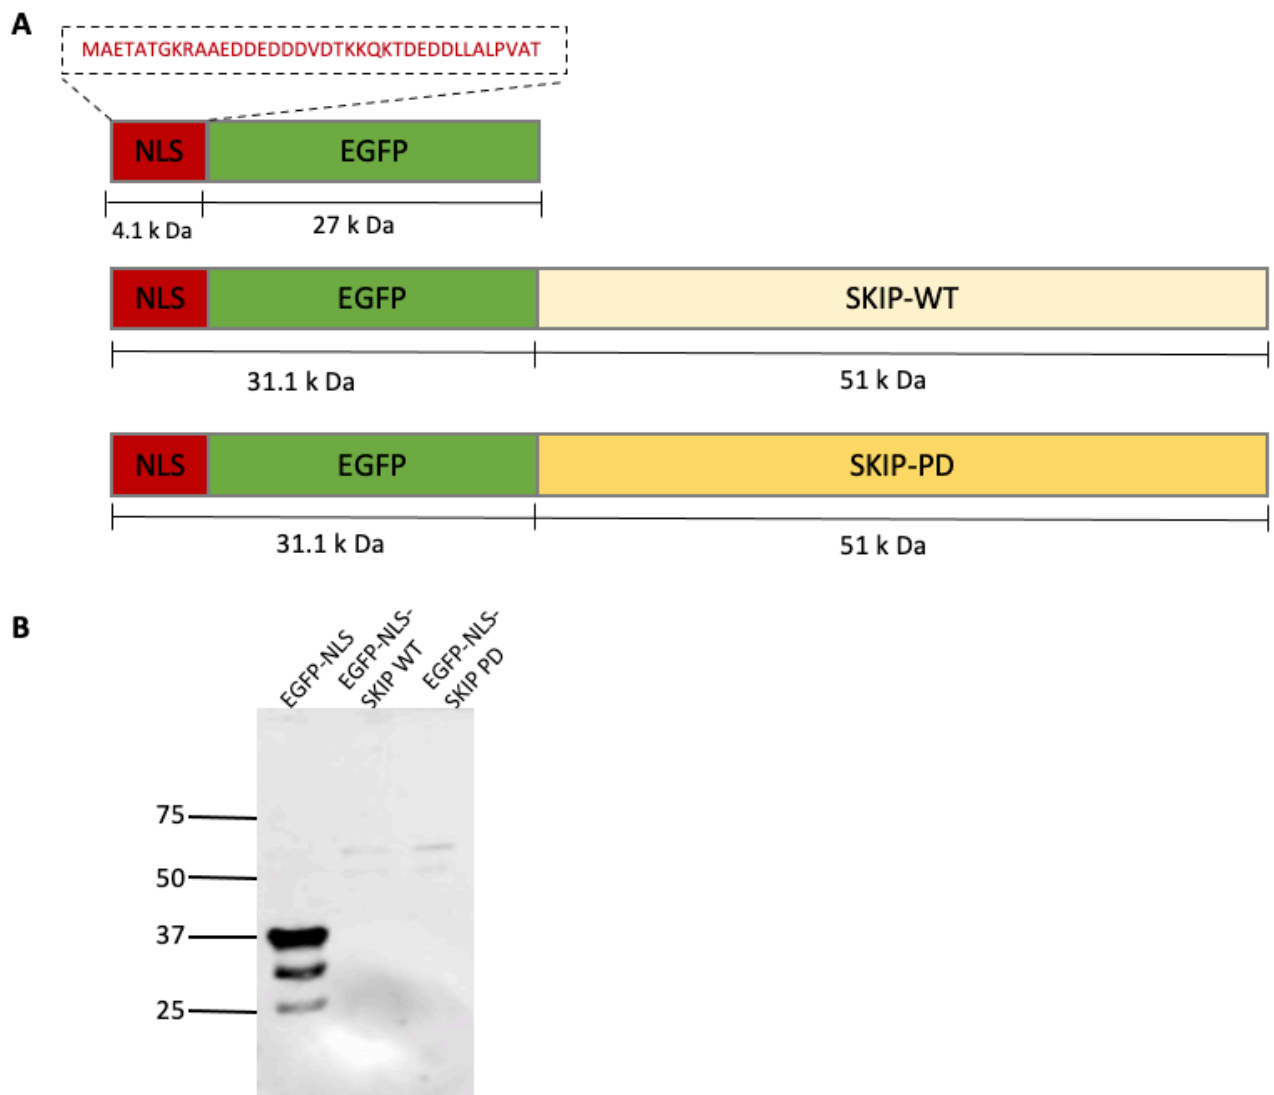 A
MAETATGKRAAEDDEDDDVDTKKQKTDEDDLLALPVAT
NLS EGFP
4.1 k Da 27 k Da
NLS EGFP SKIP-WT
31.1 k Da 51 k Da
NLS EGFP SKIP-PD
31.1 k Da 51 k Da
B
EGFP-NLS
EGFP-NLS-
SKIP WT
EGFP-NLS-
SKIP PD
75
50
37
25